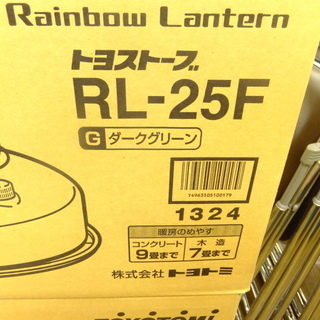 Rainbow Lantern
トヨストーブ
RL-25F
G ダークグリーン
1324
暖房のめやす
コンクリート 木造
9畳まで 7畳まで
株式会社 トヨトミ
TOYOTOMI